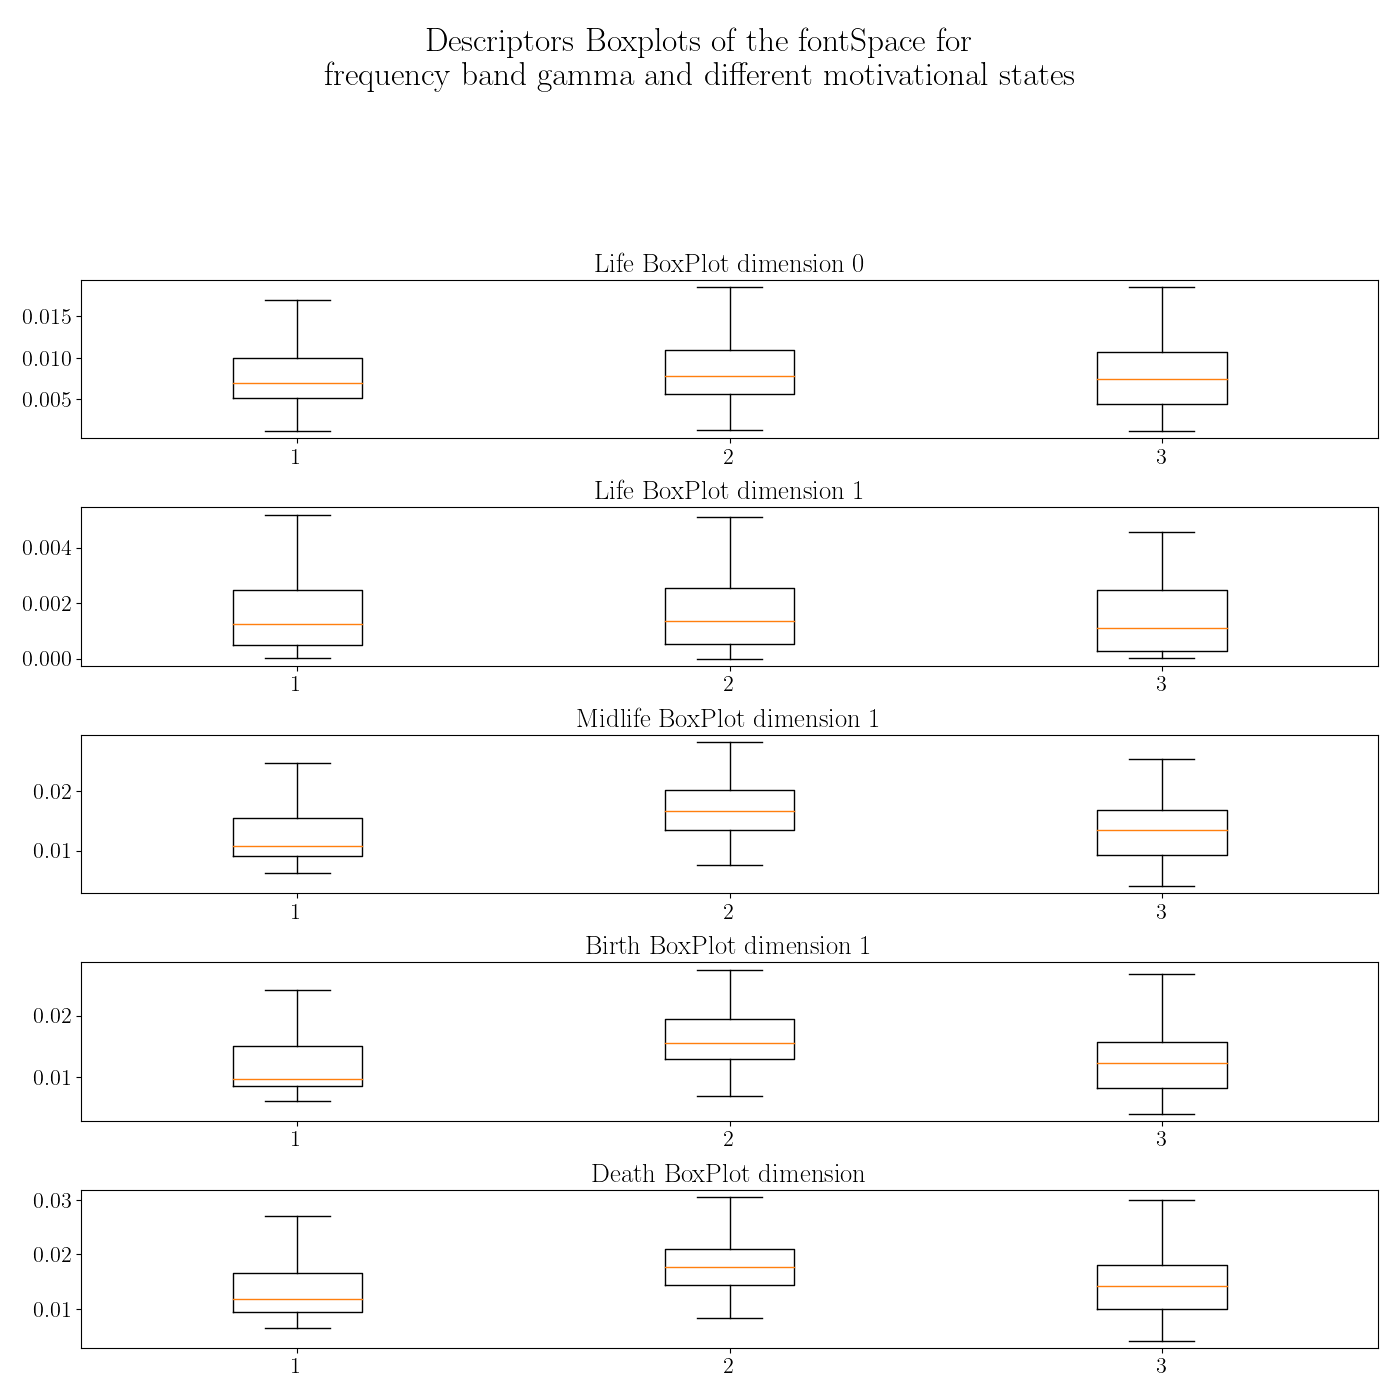 Descriptors Boxplots of the fontSpace for
frequency band gamma and different motivational states
Life BoxPlot dimension 0
0.015
0.010
0.005
1 2 3
Life BoxPlot dimension 1
0.004
0.002
0.000
1 2 3
Midlife BoxPlot dimension 1
0.02
0.01
1 2 3
Birth BoxPlot dimension 1
0.02
0.01
1 2 3
Death BoxPlot dimension
0.03
0.02
0.01
1 2 3